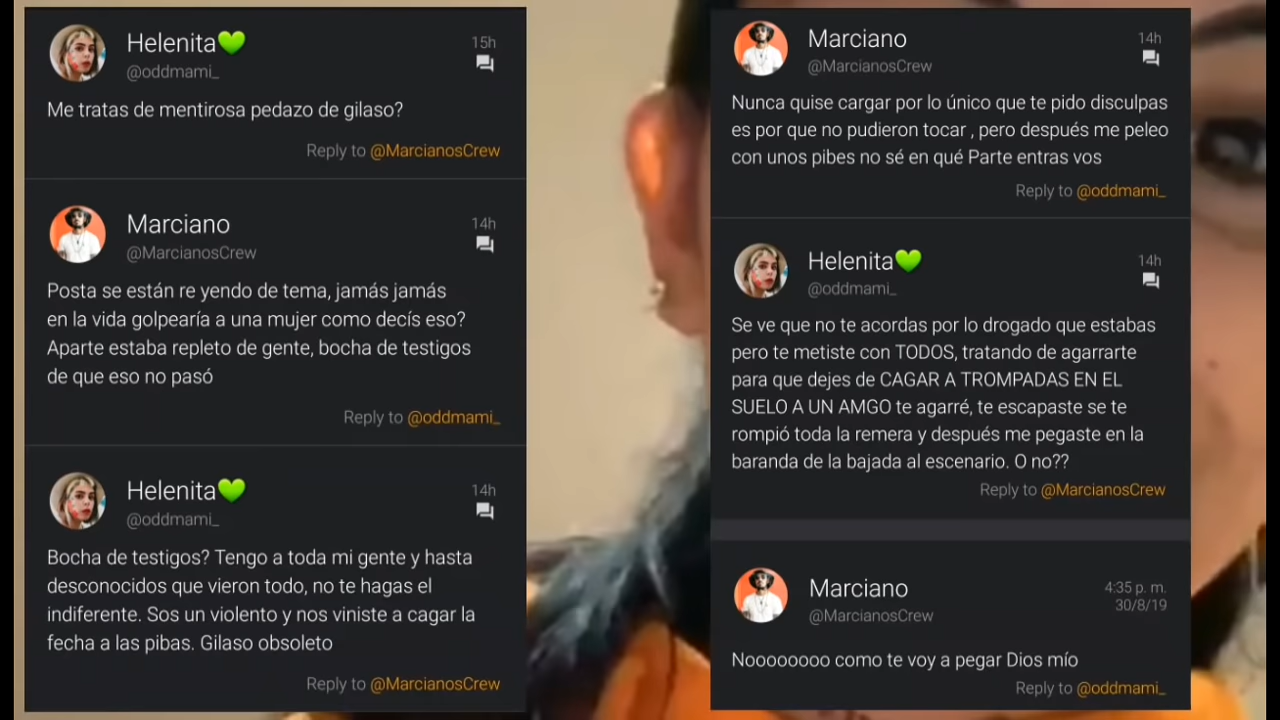 Helenita💚
15h
@oddmami_
Me tratas de mentirosa pedazo de gilaso?
Reply to @MarcianosCrew
Marciano
14h
@MarcianosCrew
Posta se están re yendo de tema, jamás jamás
en la vida golpearía a una mujer como decís eso?
Aparte estaba repleto de gente, bocha de testigos
de que eso no pasó
Reply to @oddmami_
Helenita💚
14h
@oddmami_
Bocha de testigos? Tengo a toda mi gente y hasta
desconocidos que vieron todo, no te hagas el
indiferente. Sos un violento y nos viniste a cagar la
fecha a las pibas. Gilaso obsoleto
Reply to @MarcianosCrew
Marciano
14h
@MarcianosCrew
Nunca quise cargar por lo único que te pido disculpas
es por que no pudieron tocar , pero después me peleo
con unos pibes no sé en qué Parte entras vos
Reply to @oddmami_
Helenita💚
14h
@oddmami_
Se ve que no te acordas por lo drogado que estabas
pero te metiste con TODOS, tratando de agarrarte
para que dejes de CAGAR A TROMPADAS EN EL
SUELO A UN AMGO te agarré, te escapaste se te
rompió toda la remera y después me pegaste en la
baranda de la bajada al escenario. O no??
Reply to @MarcianosCrew
Marciano
4:35 p. m.
@MarcianosCrew
30/8/19
Noooooooo como te voy a pegar Dios mío
Reply to @oddmami_